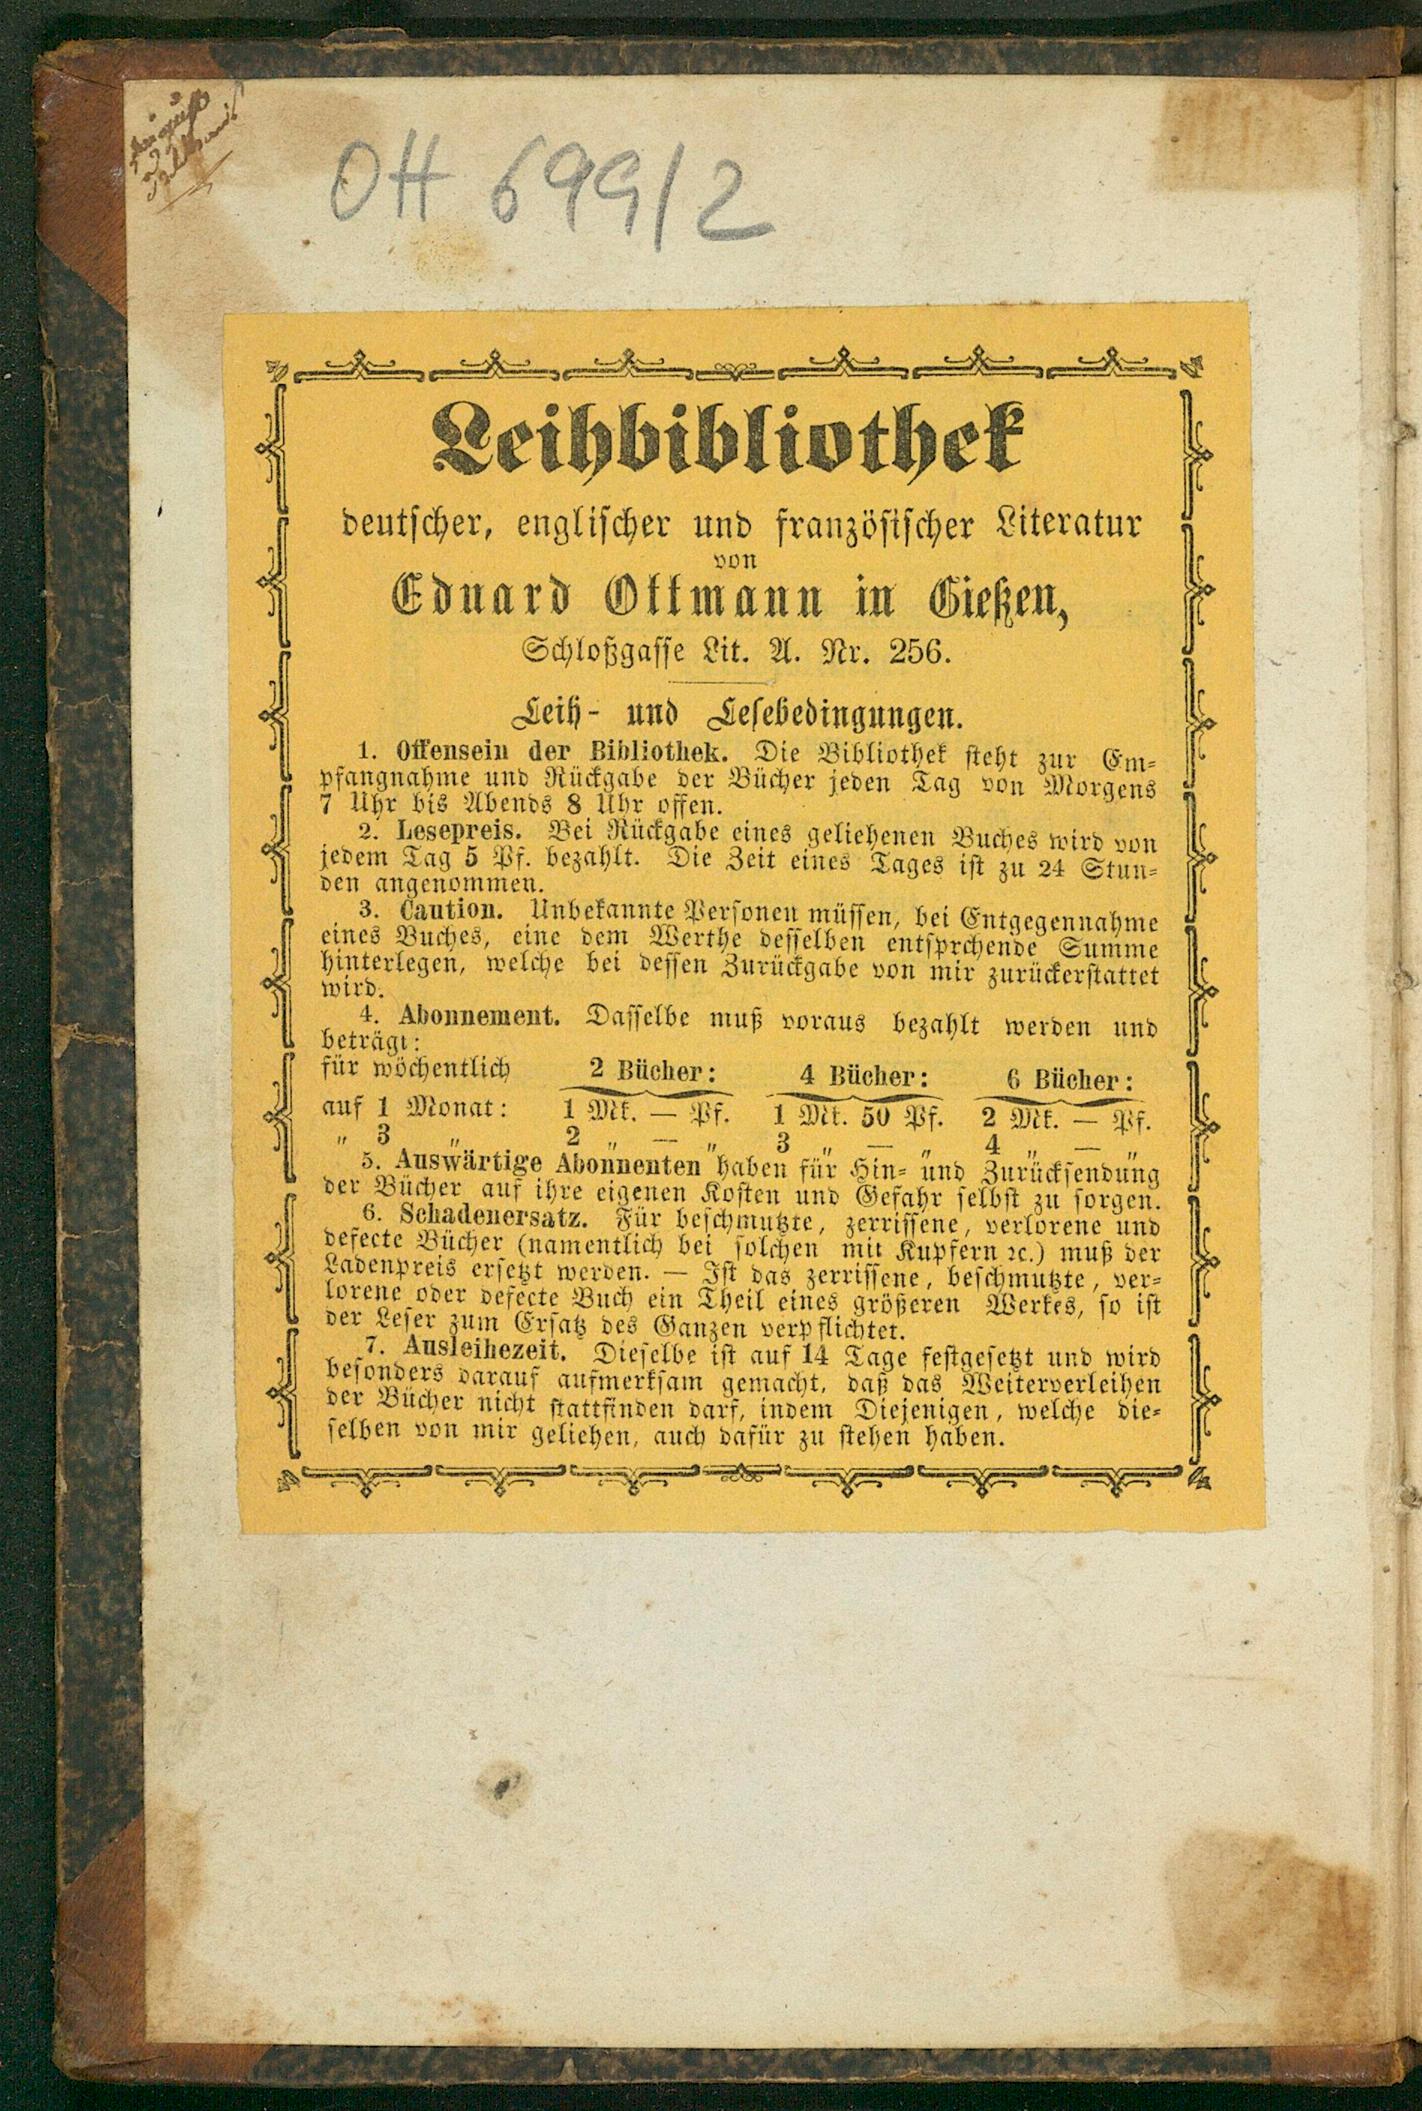 OH 699/2
Leihbibliothek
deutscher, englischer und französischer Literatur
von
Eduard Ottmann in Gießen,
Schloßgasse Lit. A. Nr. 256.
Leih- und Lesebedingungen.
1. Offensein der Bibliothek. Die Bibliothek steht zur Em-
pfangnahme und Rückgabe der Bücher jeden Tag von Morgens
7 Uhr bis Abends 8 Uhr offen.
2. Lesepreis. Bei Rückgabe eines geliehenen Buches wird von
jedem Tag 5 Pf. bezahlt. Die Zeit eines Tages ist zu 24 Stun-
den angenommen.
3. Caution. Unbekannte Personen müssen, bei Entgegennahme
eines Buches, eine dem Werthe desselben entsprchende Summe
hinterlegen, welche bei dessen Zurückgabe von mir zurückerstattet
wird.
4. Abonnement. Dasselbe muß voraus bezahlt werden und
beträgt:
für wöchentlich 2 Bücher: 4 Bücher: 6 Bücher:
auf 1 Monat: 1 Mk. — Pf. 1 Mk. 50 Pf. 2 Mk. — Pf.
" 3 " 2 " — " 3 " — " 4 " — "
5. Auswärtige Abonnenten haben für Hin- und Zurücksendung
der Bücher auf ihre eigenen Kosten und Gefahr selbst zu sorgen.
6. Schadenersatz. Für beschmutzte, zerrissene, verlorene und
defecte Bücher (namentlich bei solchen mit Kupfern ꝛc.) muß der
Ladenpreis ersetzt werden. — Ist das zerrissene, beschmutzte, ver-
lorene oder defecte Buch ein Theil eines größeren Werkes, so ist
der Leser zum Ersatz des Ganzen verpflichtet.
7. Ausleihezeit. Dieselbe ist auf 14 Tage festgesetzt und wird
besonders darauf aufmerksam gemacht, daß das Weiterverleihen
der Bücher nicht stattfinden darf, indem Diejenigen, welche die-
selben von mir geliehen, auch dafür zu stehen haben.